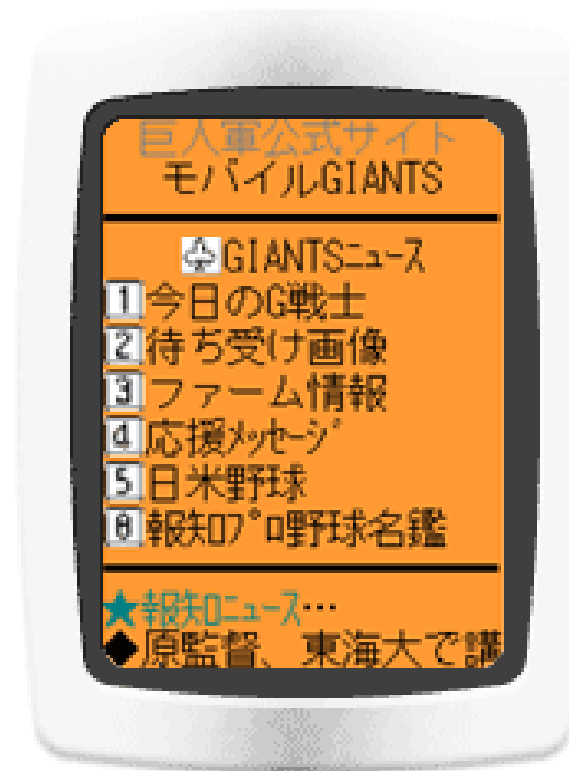 巨人軍公式サイト
モバイルGIANTS
GIANTSニュース
1今日のG戦士
2待ち受け画像
3ファーム情報
4応援メッセージ
5日米野球
0報知プロ野球名鑑
★報知ニュース…
◆原監督、東海大で講